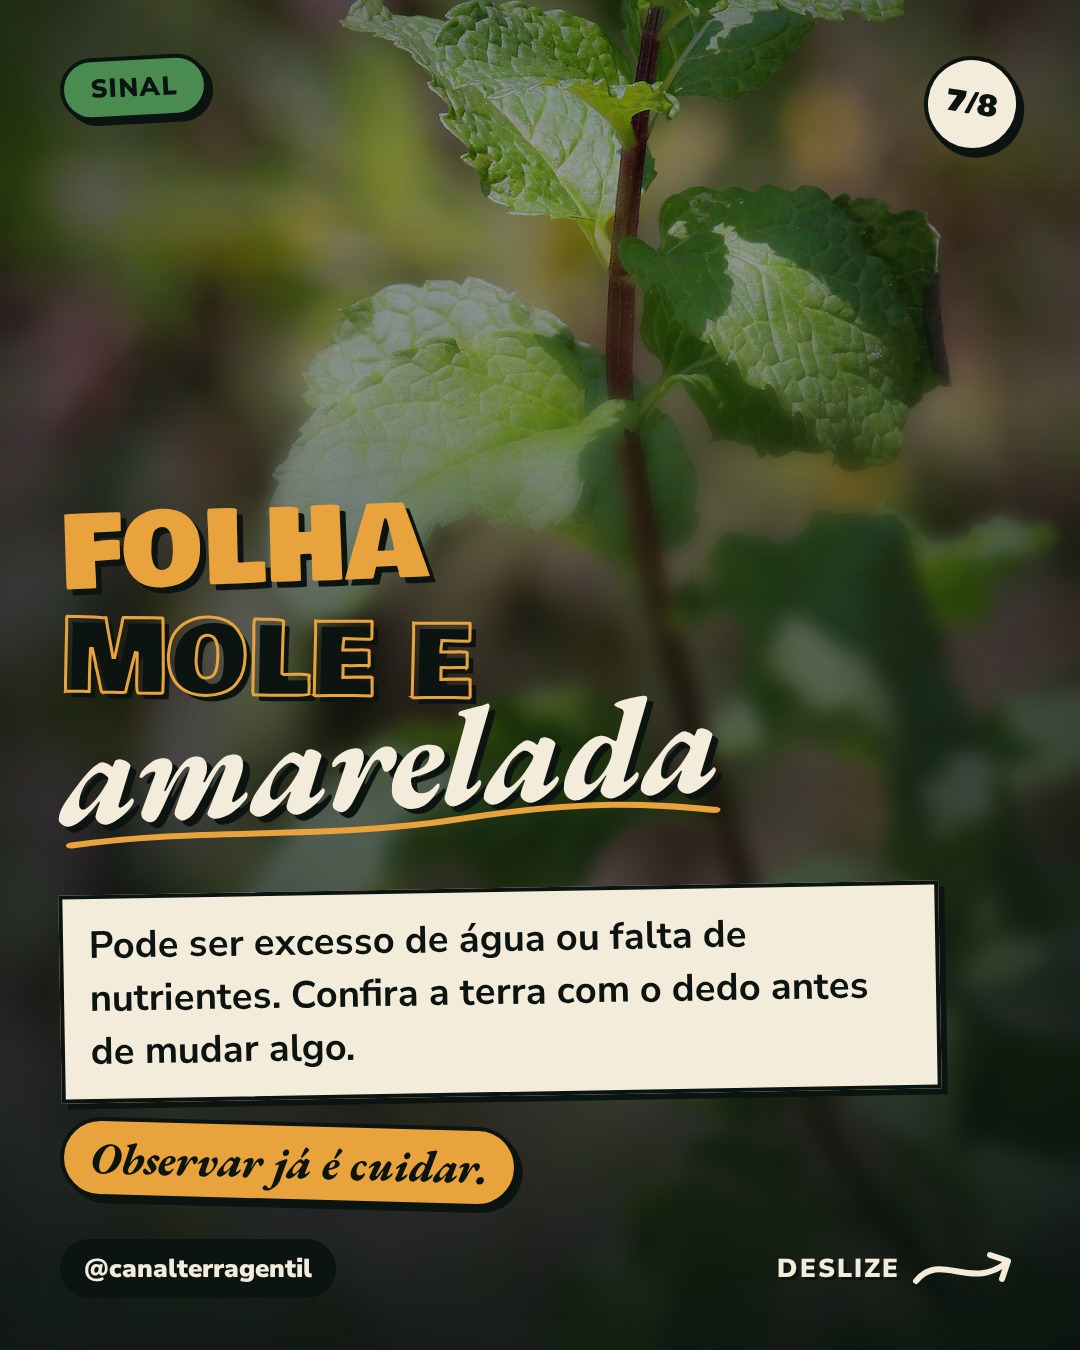 SINAL
7/8
FOLHA
MOLE E
amarelada
Pode ser excesso de água ou falta de
nutrientes. Confira a terra com o dedo antes
de mudar algo.
Observar já é cuidar.
@canalterragentil
DESLIZE